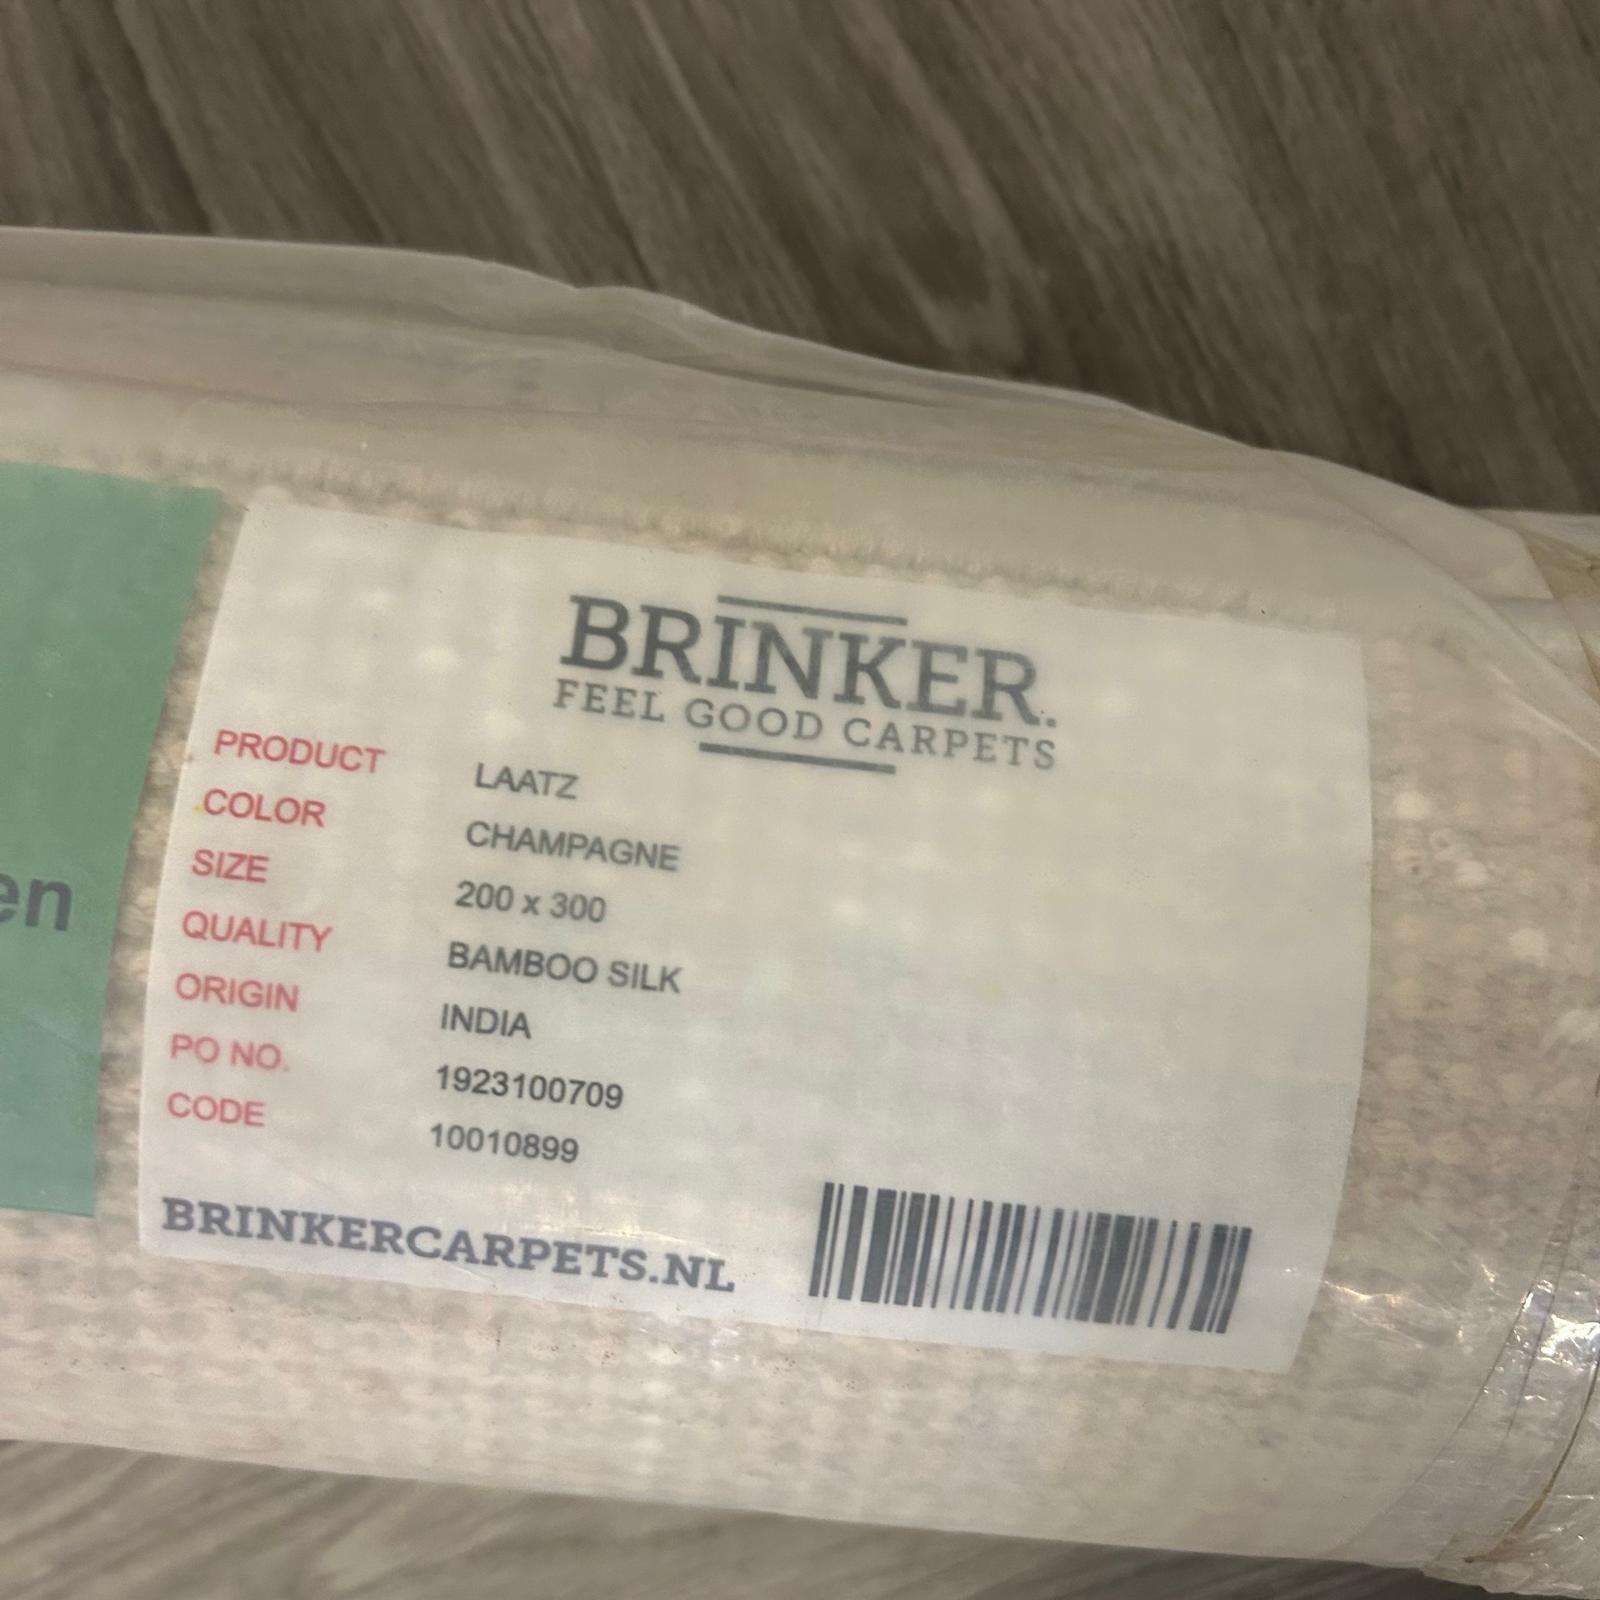 BRINKER.
FEEL GOOD CARPETS
PRODUCT LAATZ
COLOR CHAMPAGNE
SIZE 200 x 300
QUALITY BAMBOO SILK
ORIGIN INDIA
PO NO. 1923100709
CODE 10010899
BRINKERCARPETS.NL
en